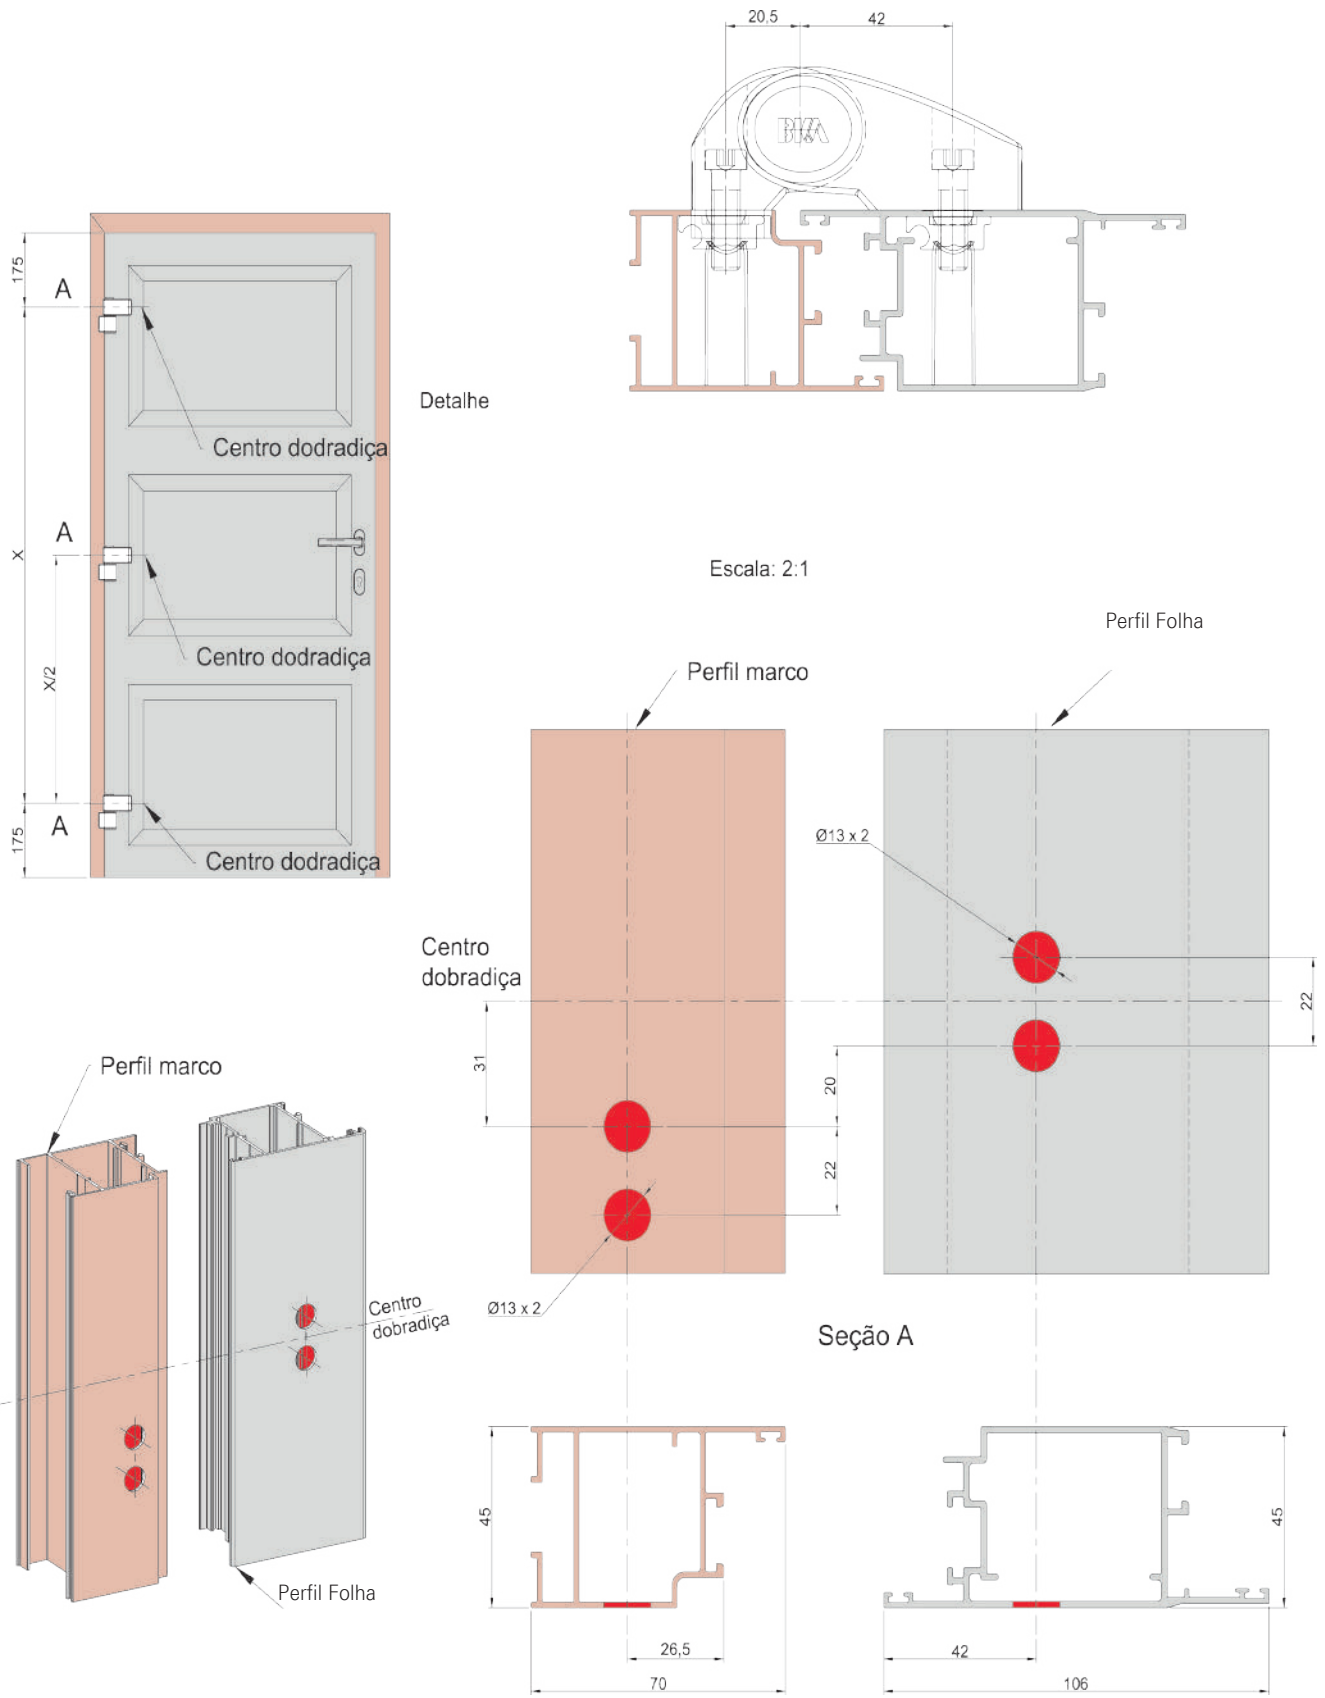 20,5
42
BKA
175
A
Centro dodradiça
Detalhe
A
X
Centro dodradiça
X/2
A
175
Centro dodradiça
Escala: 2:1
Perfil Folha
Perfil marco
Ø13 x 2
Centro
dobradiça
22
31
20
22
Ø13 x 2
Perfil marco
Centro
dobradiça
Perfil Folha
Seção A
45
45
26,5
70
42
106